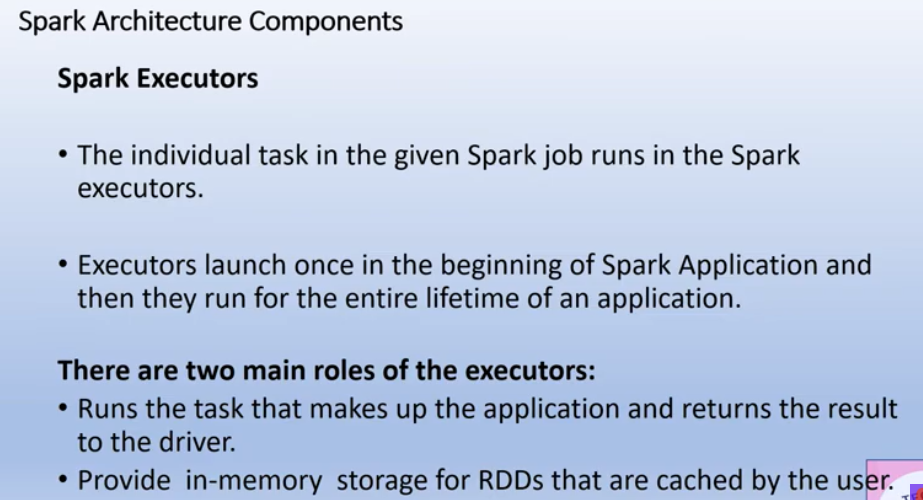 Spark Architecture Components
Spark Executors
• The individual task in the given Spark job runs in the Spark
executors.
• Executors launch once in the beginning of Spark Application and
then they run for the entire lifetime of an application.
There are two main roles of the executors:
• Runs the task that makes up the application and returns the result
to the driver.
• Provide in-memory storage for RDDs that are cached by the user.